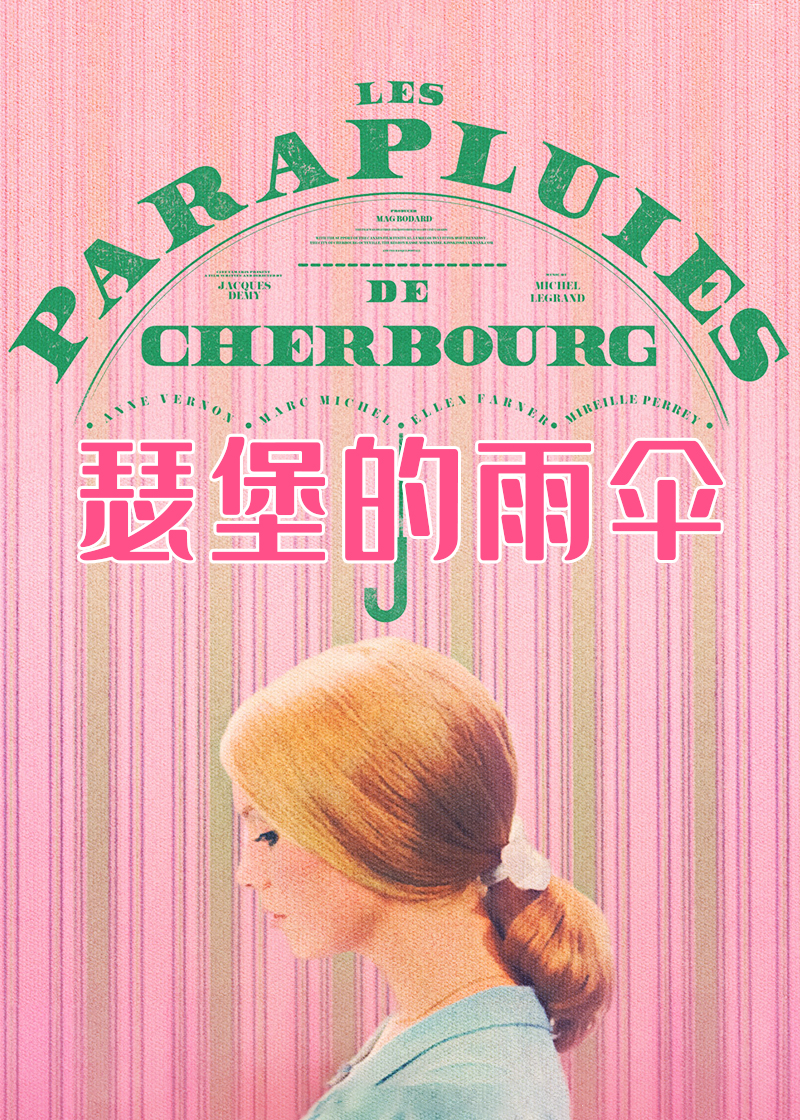 LES
PARAPLUIES
PRODUCER
MAG BODARD
JACQUES
DEMY
DE
MUSIC BY
MICHEL
LEGRAND
CHERBOURG
ANNE VERNON • MARC MICHEL • ELLEN FARNER • MIREILLE PERREY
瑟堡的雨伞